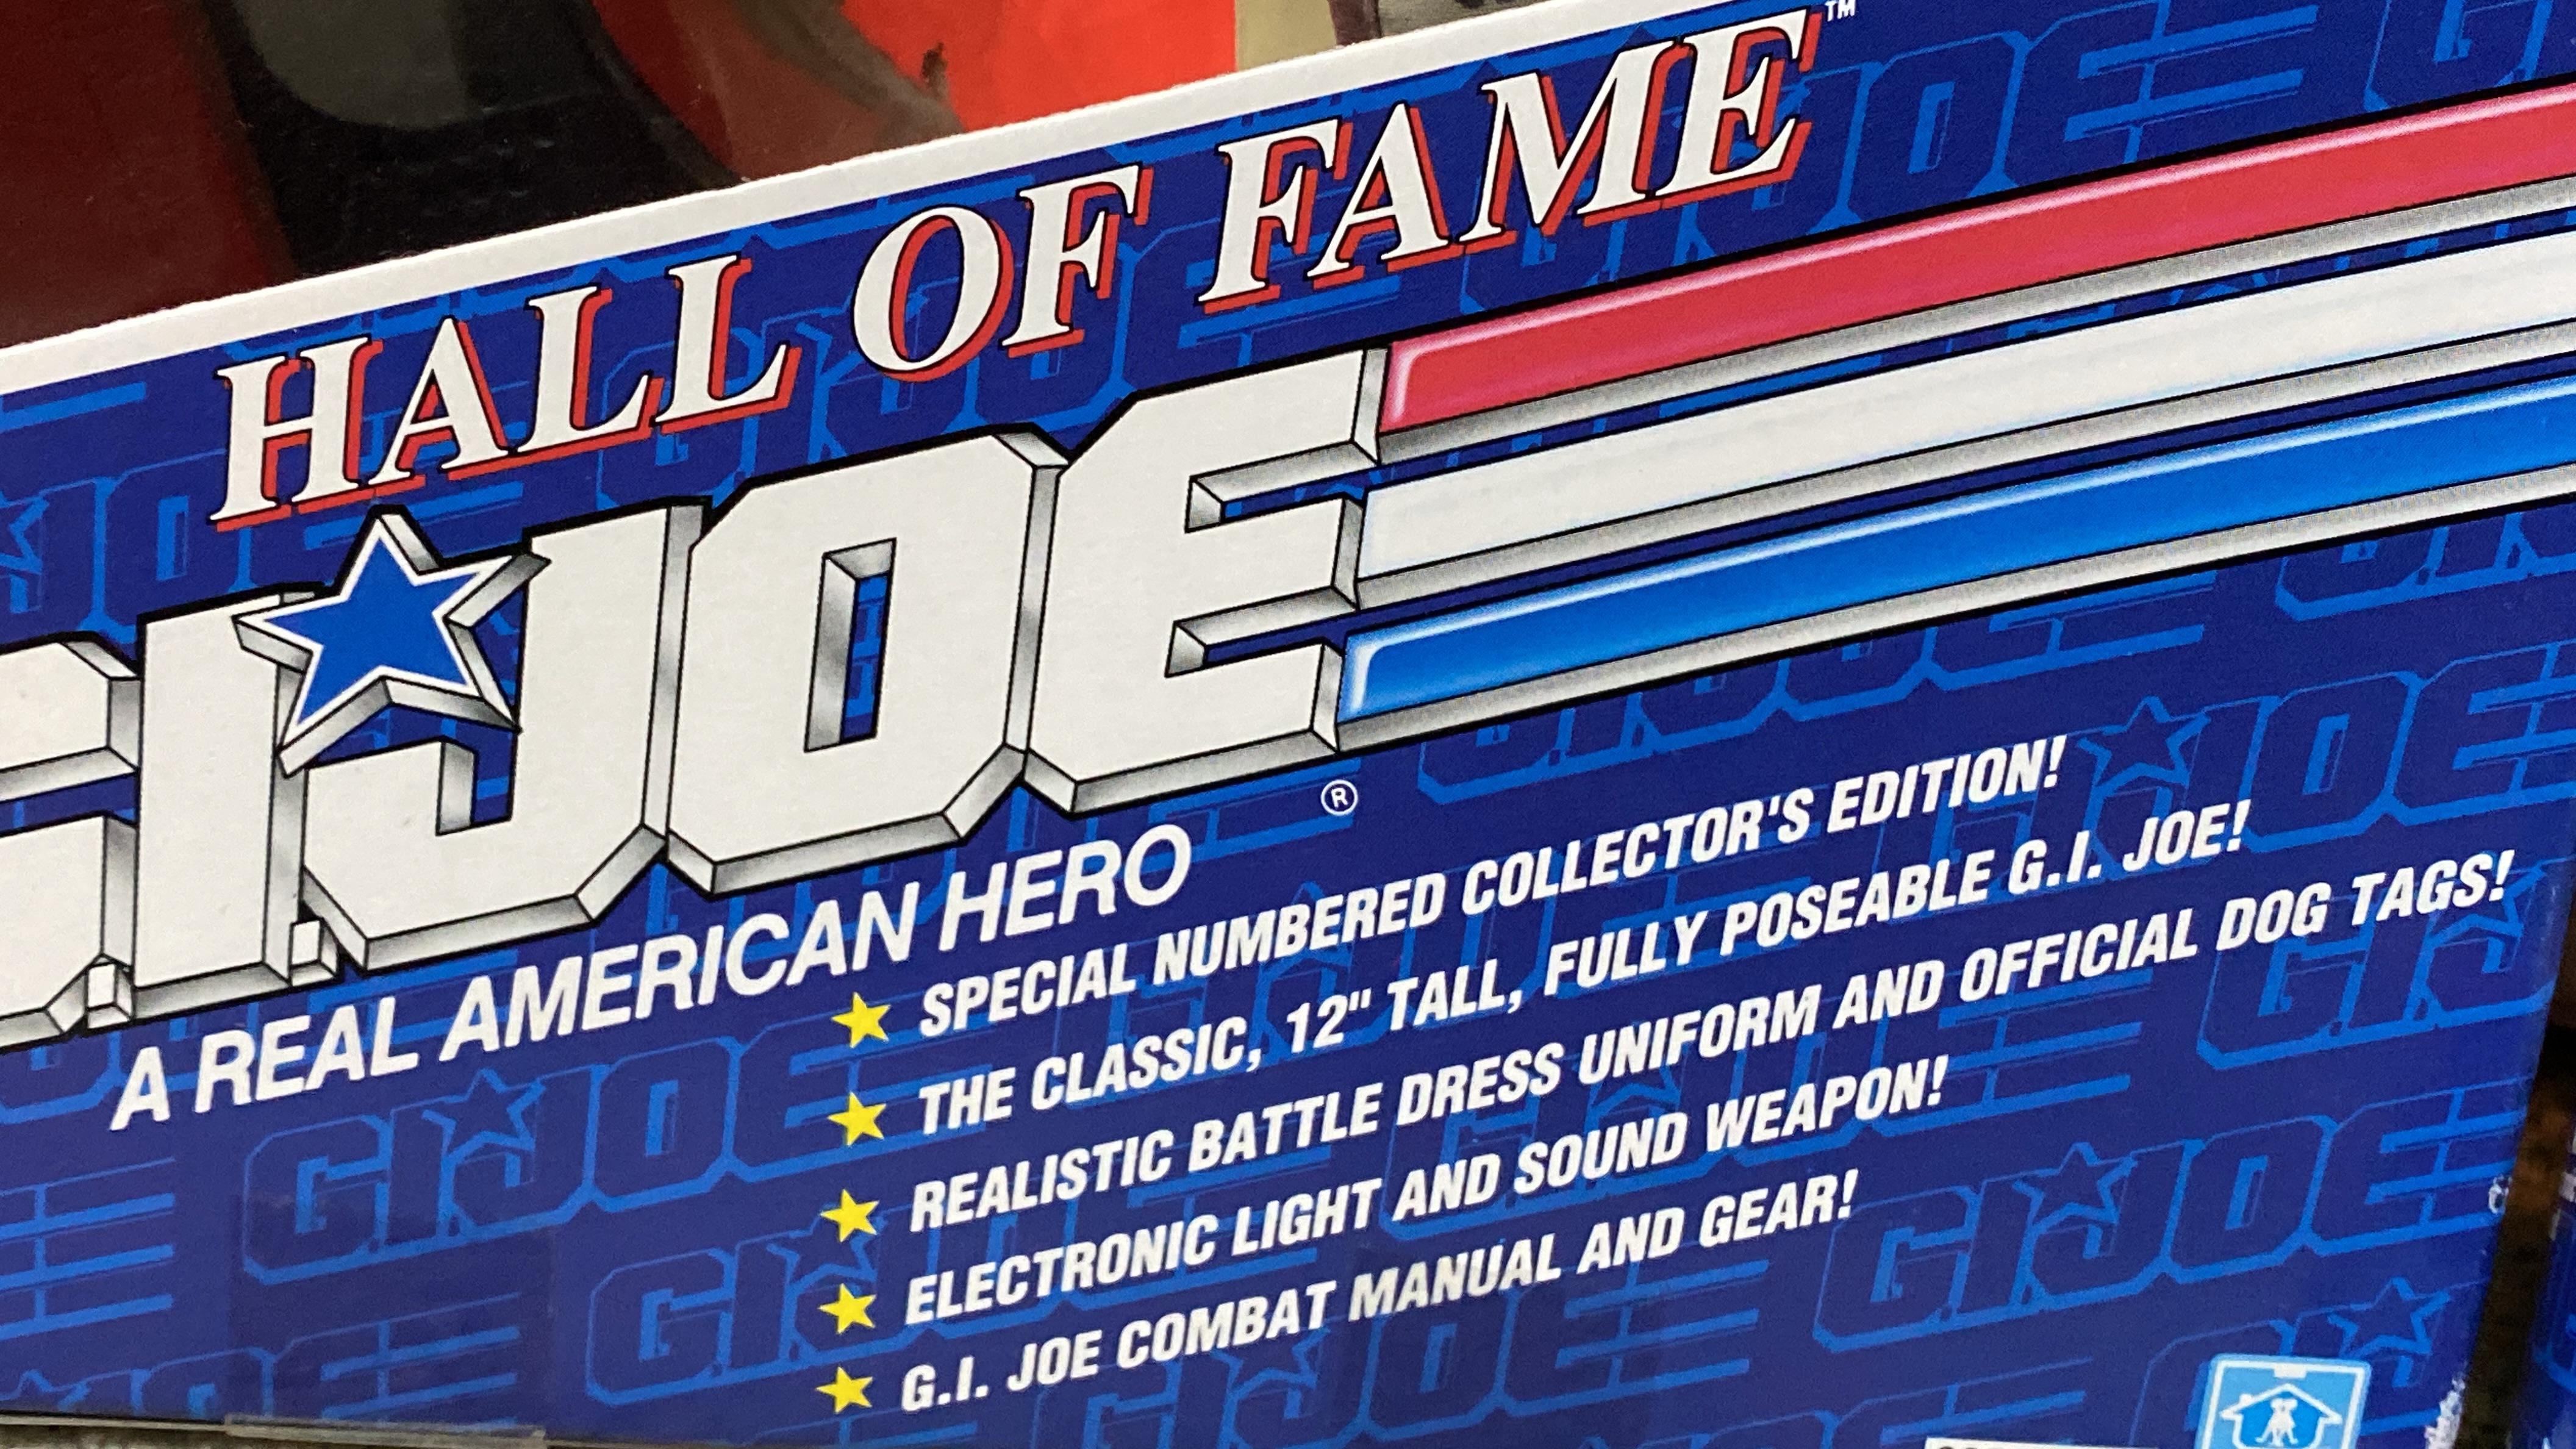 HALL OF FAME™
G.I. JOE®
A REAL AMERICAN HERO
SPECIAL NUMBERED COLLECTOR'S EDITION!
THE CLASSIC, 12" TALL, FULLY POSEABLE G.I. JOE!
REALISTIC BATTLE DRESS UNIFORM AND OFFICIAL DOG TAGS!
ELECTRONIC LIGHT AND SOUND WEAPON!
G.I. JOE COMBAT MANUAL AND GEAR!